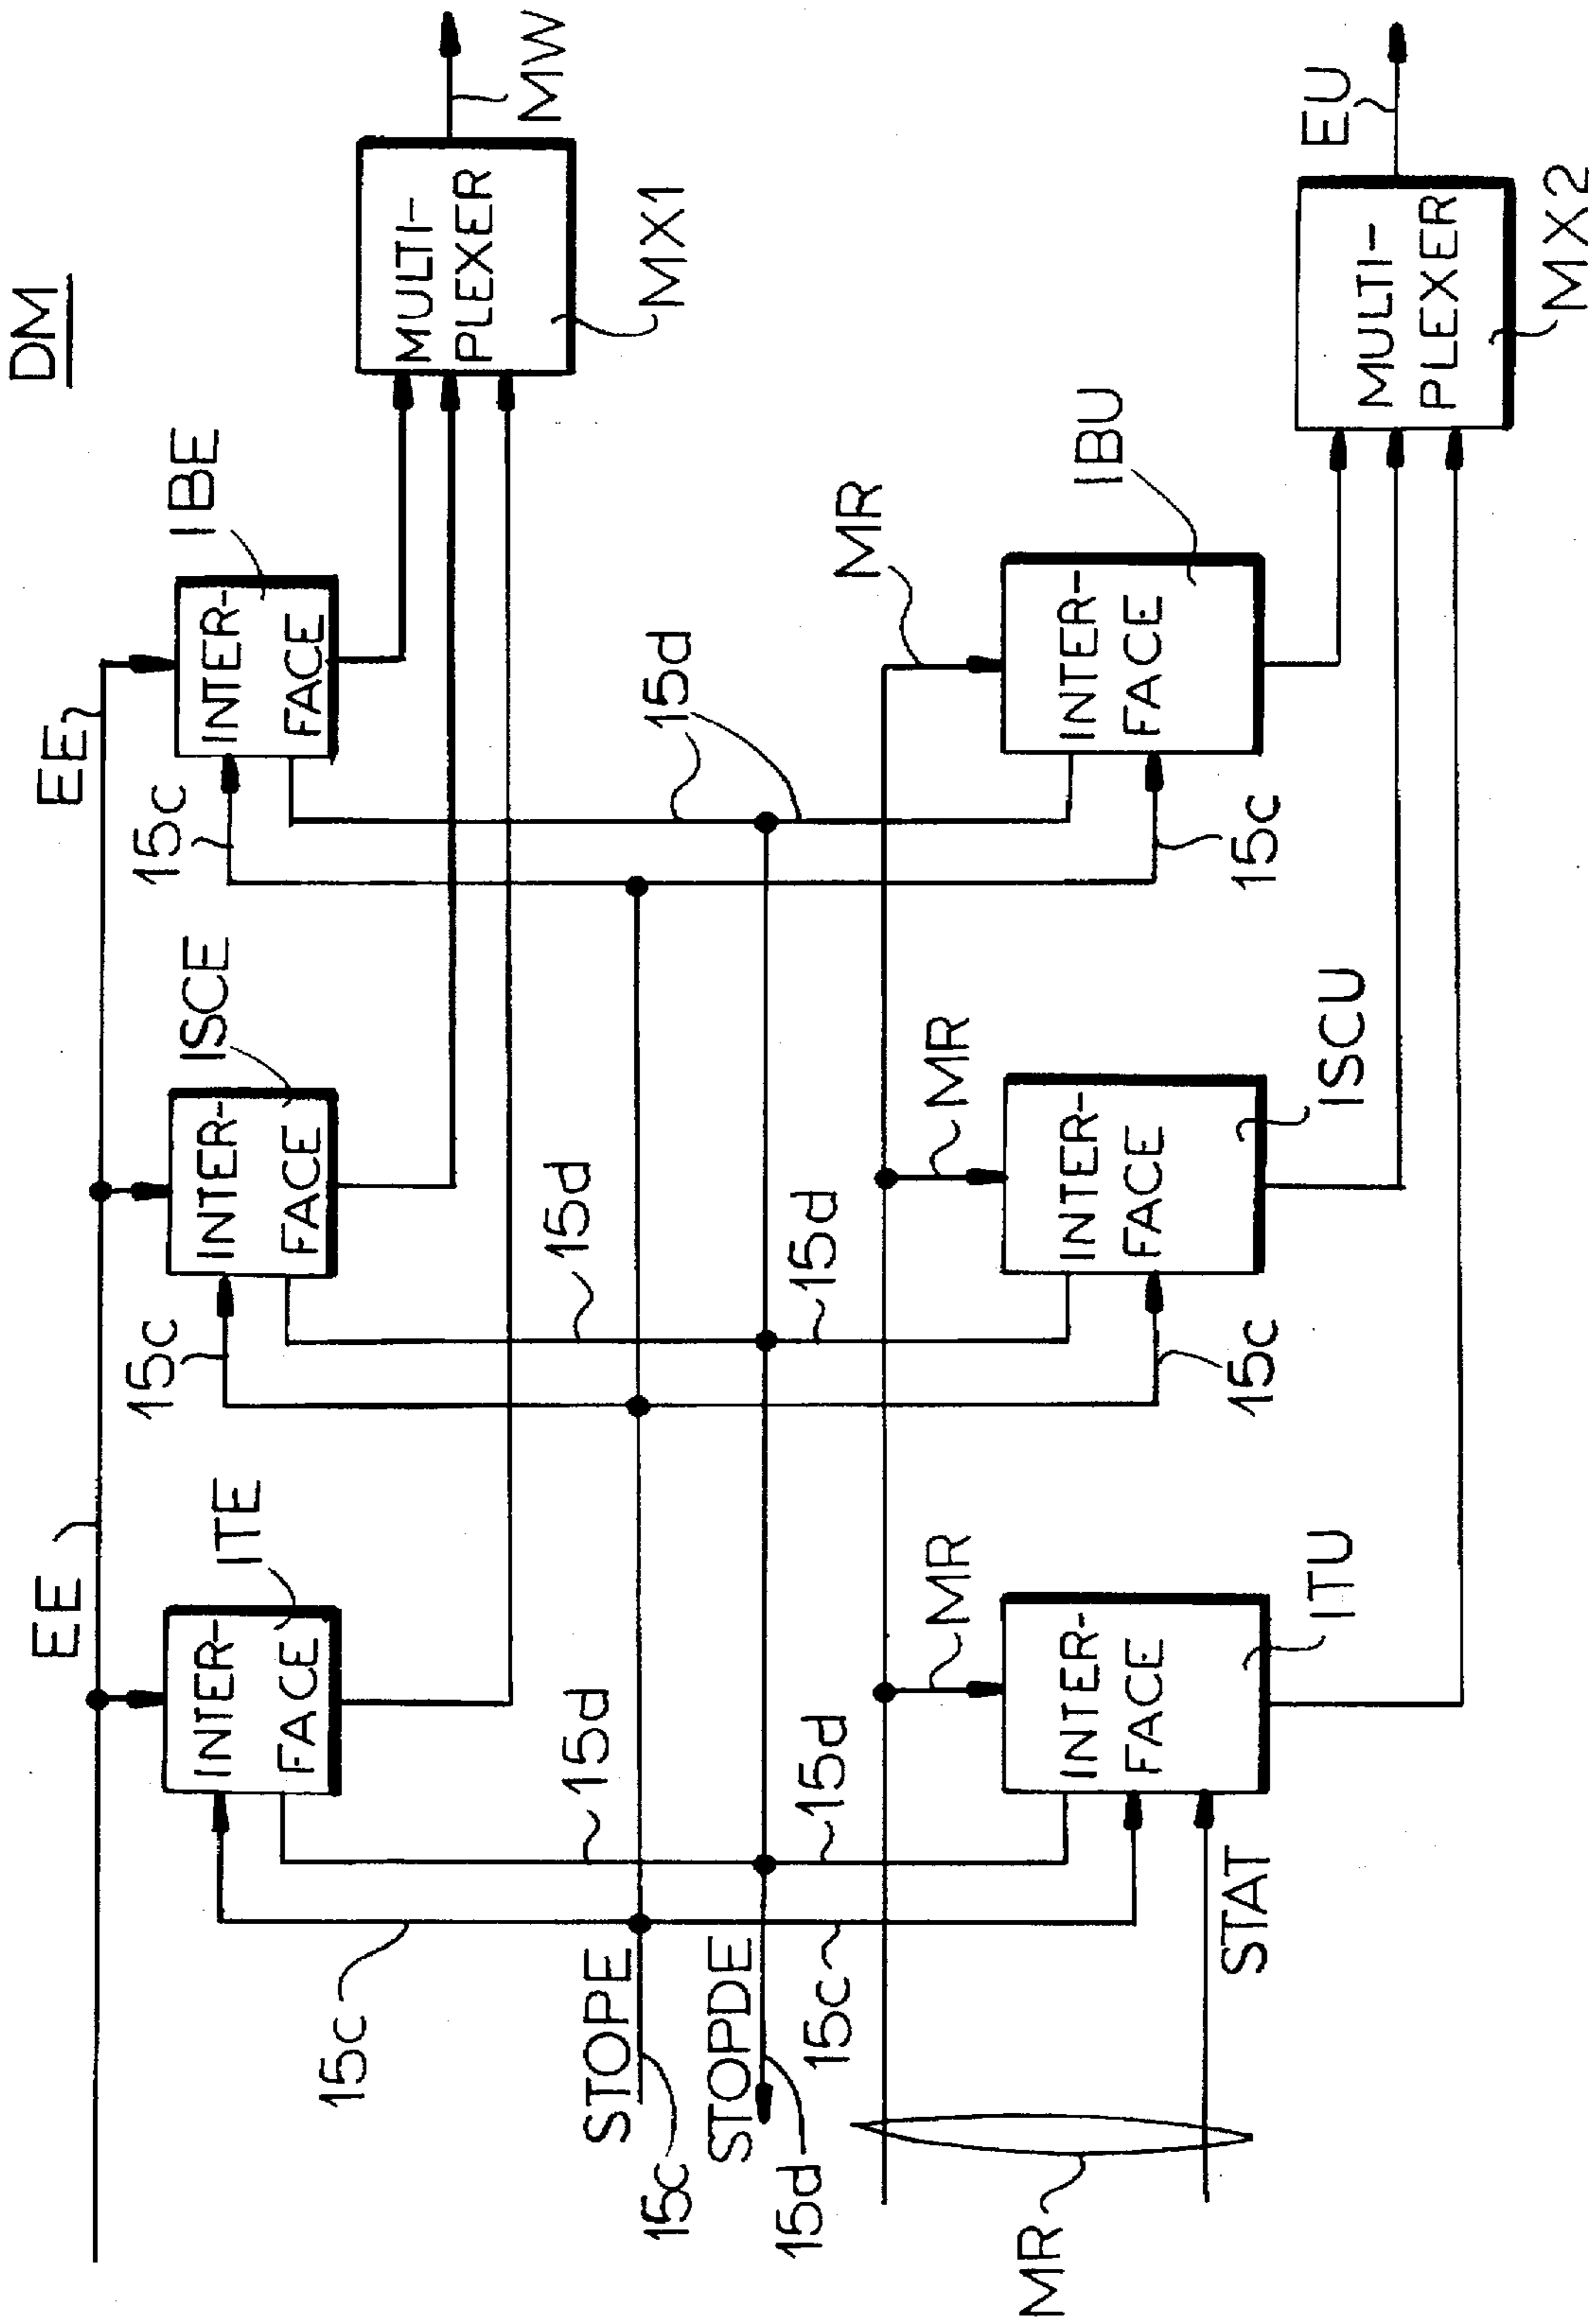 DM
EE
EE
ITE
ISCE
IBE
INTER-
FACE
INTER-
FACE
INTER-
FACE
15c
15c
15c
MULTI-
PLEXER
MW
MX1
15d
15d
15d
STOPE
15c
STOPDE
15d
15d
15d
15c
MR
MR
MR
MR
INTER-
FACE
INTER-
FACE
INTER-
FACE
STAT
15c
15c
ITU
ISCU
IBU
MULTI-
PLEXER
EU
MX2